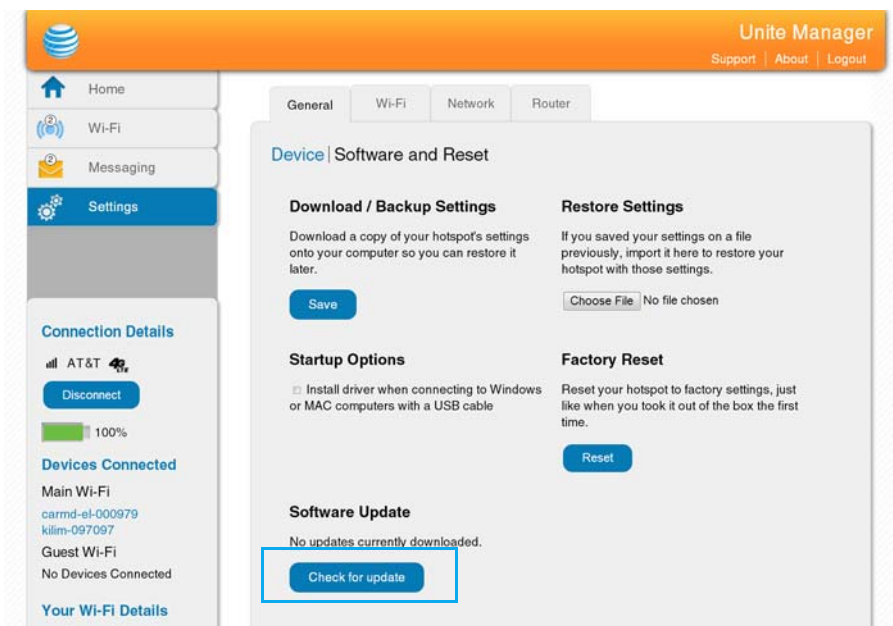 Unite Manager
Support | About | Logout
Home
2
Wi-Fi
2
Messaging
Settings
General
Wi-Fi
Network
Router
Device | Software and Reset
Download / Backup Settings
Download a copy of your hotspot's settings
onto your computer so you can restore it
later.
Save
Restore Settings
If you saved your settings on a file
previously, import it here to restore your
hotspot with those settings.
Choose File No file chosen
Startup Options
Install driver when connecting to Windows
or MAC computers with a USB cable
Factory Reset
Reset your hotspot to factory settings, just
like when you took it out of the box the first
time.
Reset
Software Update
No updates currently downloaded.
Check for update
Connection Details
AT&T 4G LTE
Disconnect
100%
Devices Connected
Main Wi-Fi
carmd-el-000979
kilim-097097
Guest Wi-Fi
No Devices Connected
Your Wi-Fi Details